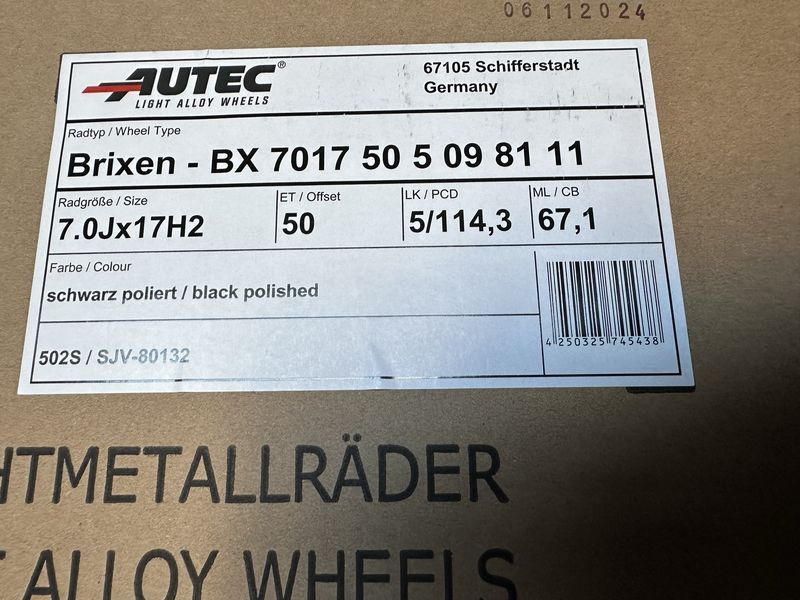 06112024
AUTEC®
LIGHT ALLOY WHEELS
67105 Schifferstadt
Germany
Radtyp / Wheel Type
Brixen - BX 7017 50 5 09 81 11
Radgröße / Size
7.0Jx17H2
ET / Offset
50
LK / PCD
5/114,3
ML / CB
67,1
Farbe / Colour
schwarz poliert / black polished
502S / SJV-80132
4 250325 745438
HTMETALLRÄDER
T ALLOY WHEELS